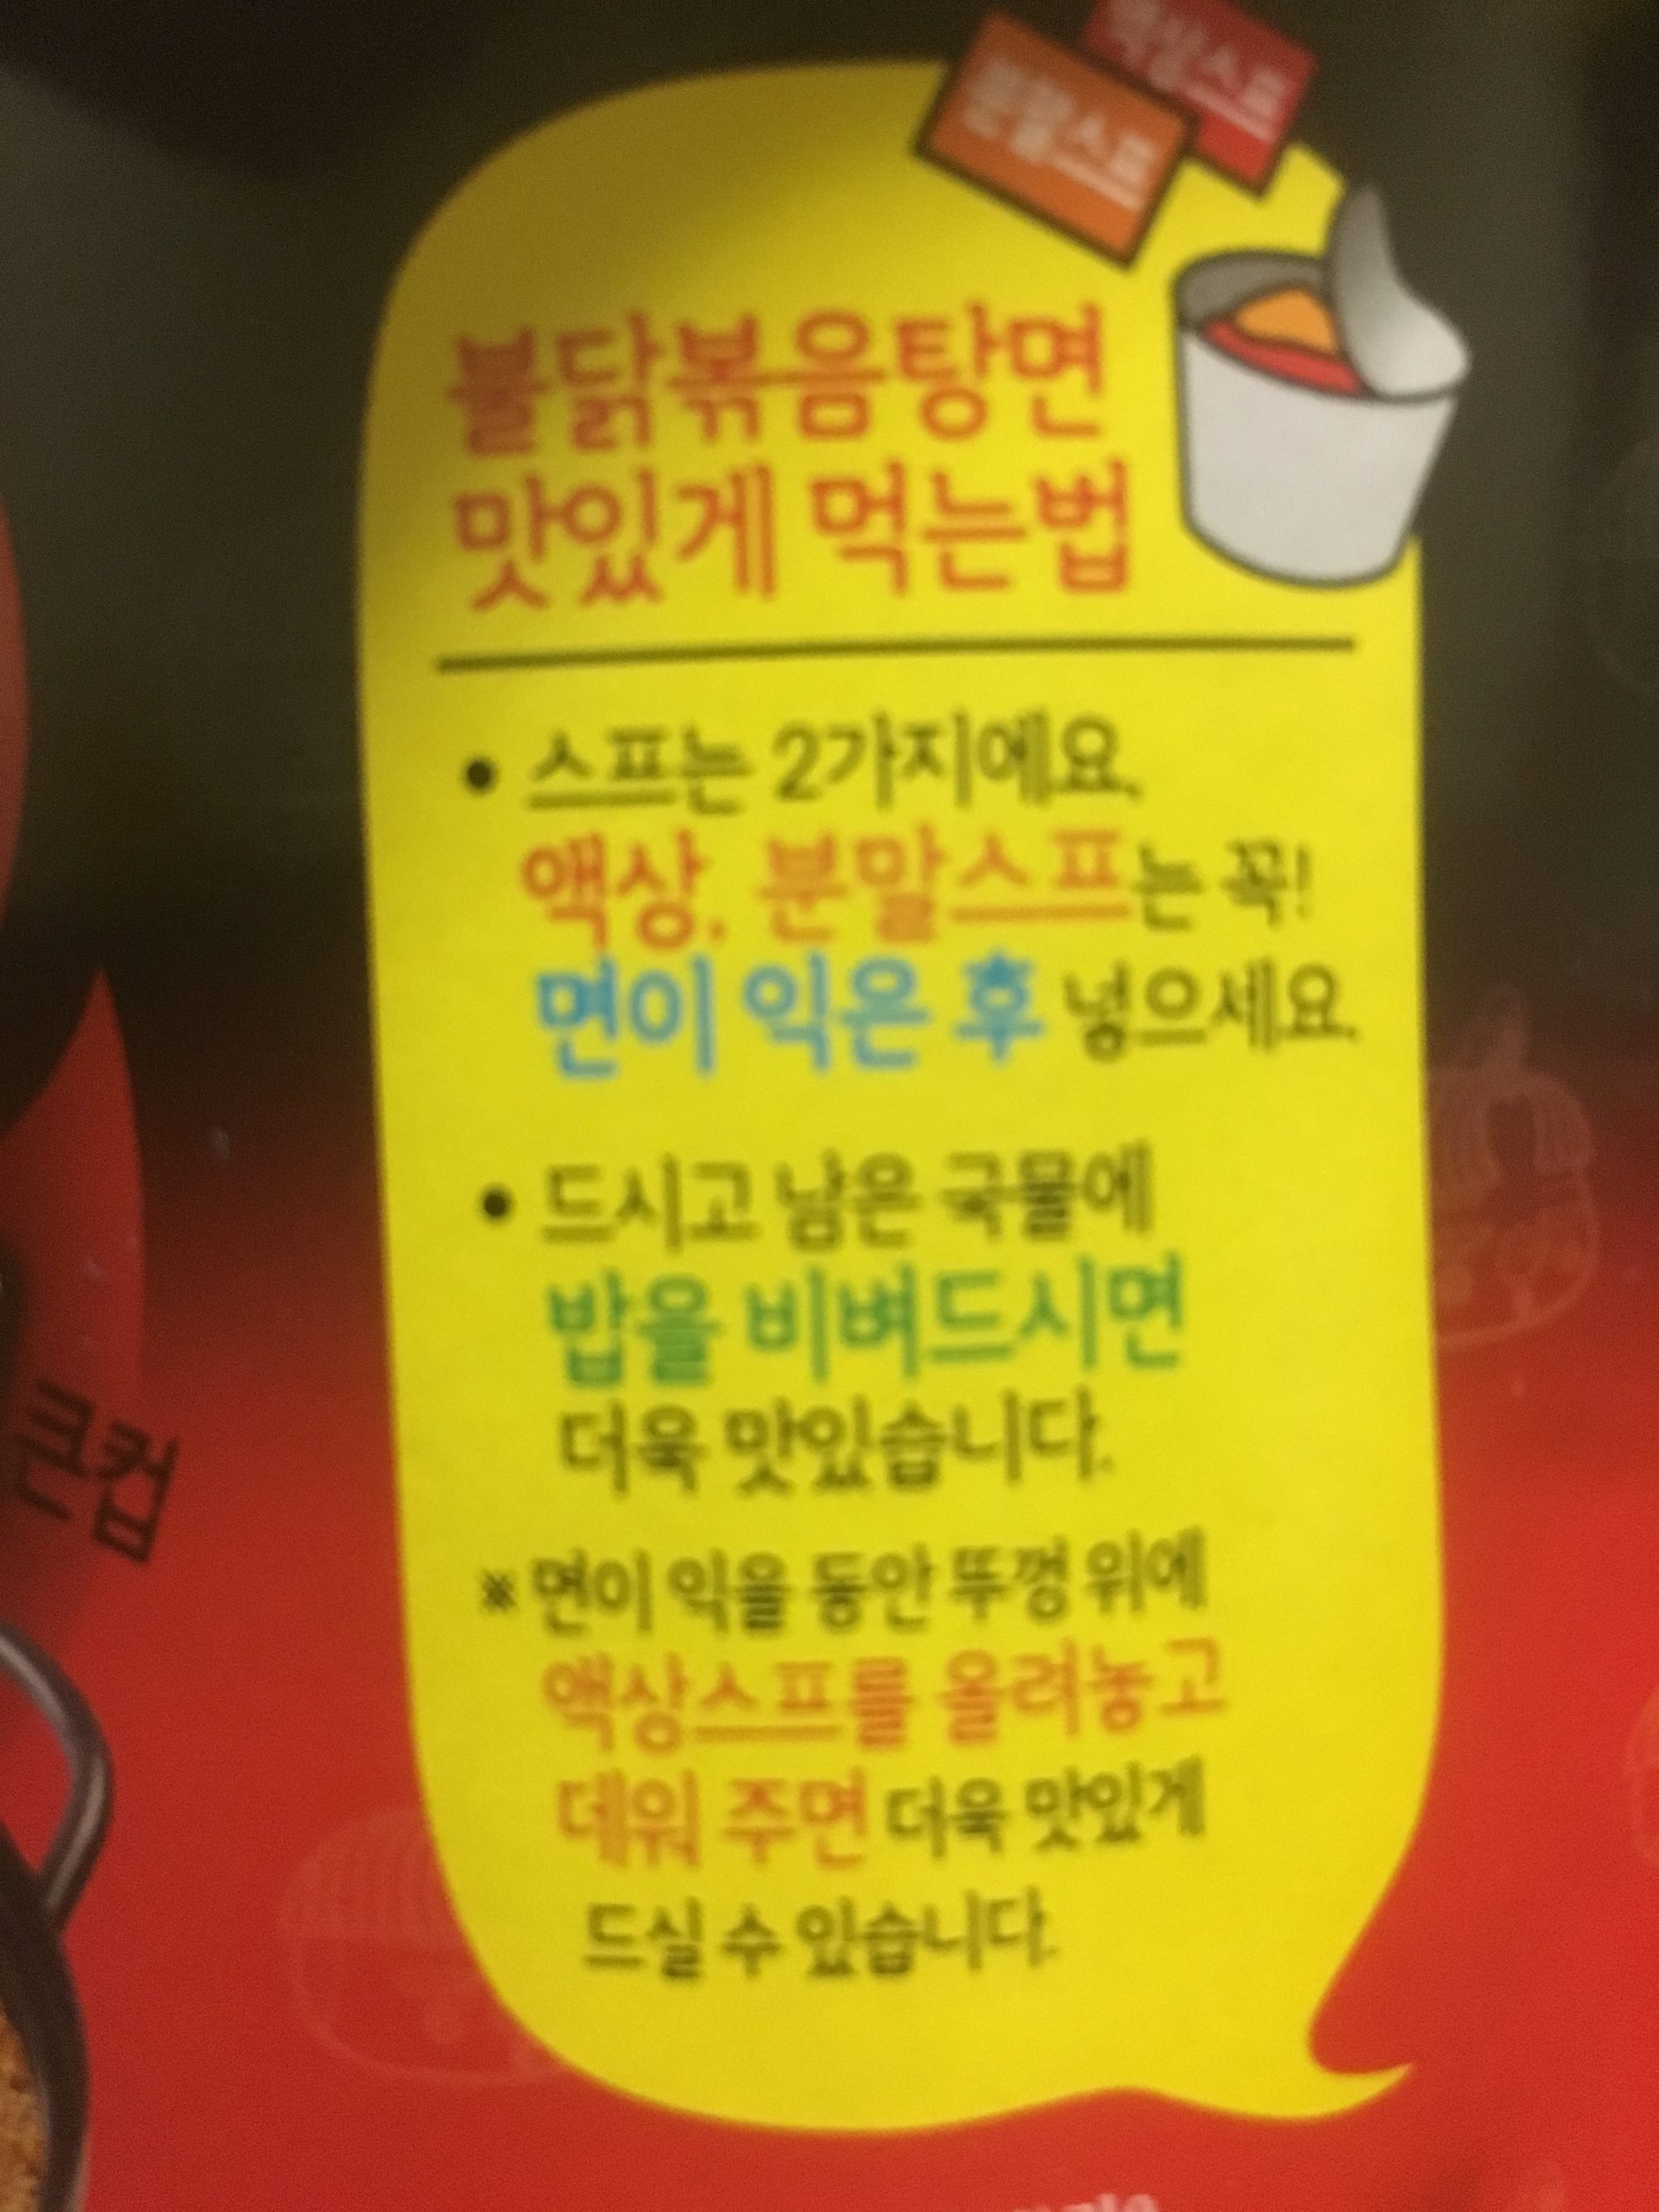 액상스프
분말스프
불닭볶음탕면
맛있게 먹는법
• 스프는 2가지에요.
액상, 분말스프는 꼭!
면이 익은 후 넣으세요.
• 드시고 남은 국물에
밥을 비벼드시면
더욱 맛있습니다.
큰컵
※ 면이 익을 동안 뚜껑 위에
액상스프를 올려놓고
데워 주면 더욱 맛있게
드실 수 있습니다.